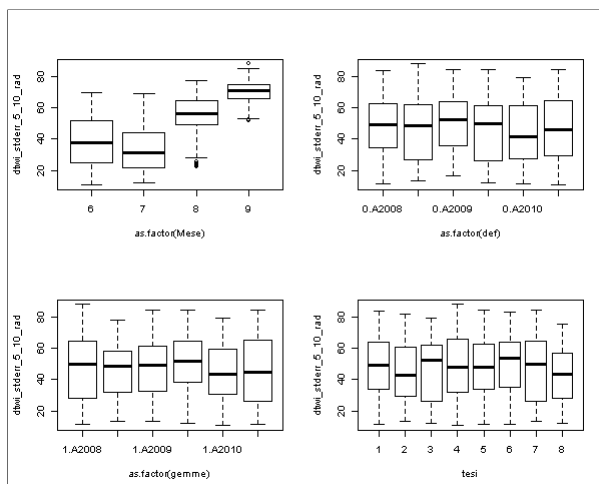 dtwi_stderr_5_10_rad
20 40 60 80
6 7 8 9
as.factor(Mese)
dtwi_stderr_5_10_rad
20 40 60 80
0.A2008 0.A2009 0.A2010
as.factor(def)
dtwi_stderr_5_10_rad
20 40 60 80
1.A2008 1.A2009 1.A2010
as.factor(gemme)
dtwi_stderr_5_10_rad
20 40 60 80
1 2 3 4 5 6 7 8
tesi